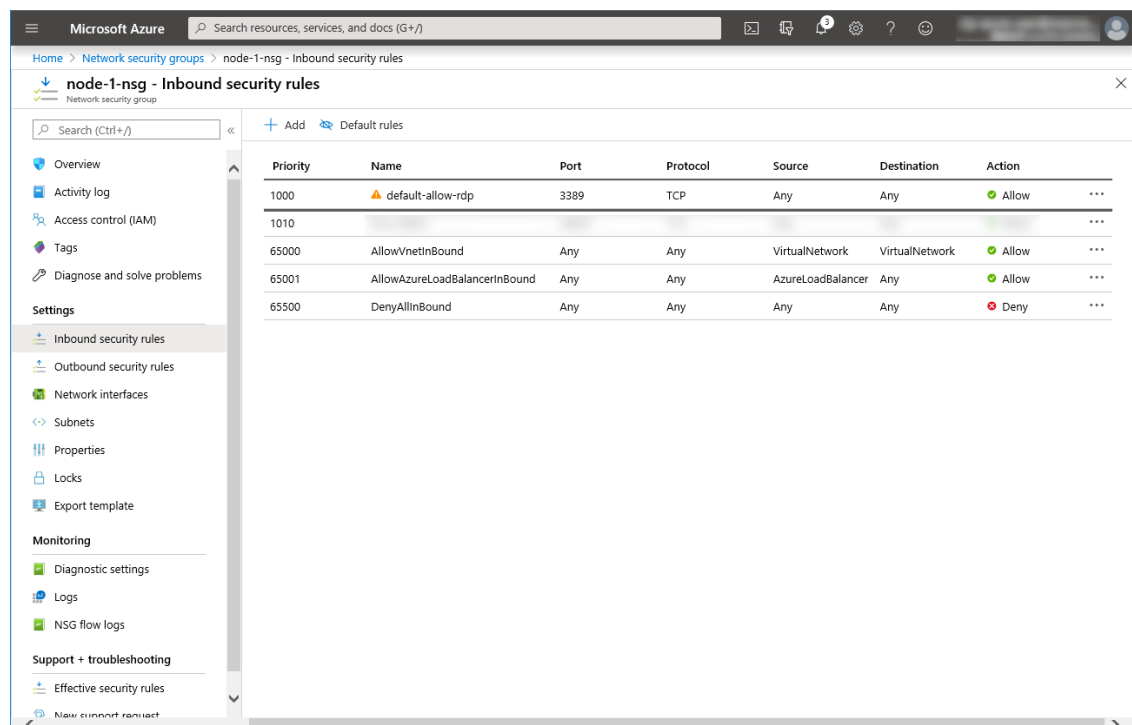 Microsoft Azure Search resources, services, and docs (G+/) 3
Home > Network security groups > node-1-nsg - Inbound security rules
node-1-nsg - Inbound security rules
Network security group
Search (Ctrl+/) « Add Default rules
Overview
Activity log
Access control (IAM)
Tags
Diagnose and solve problems
Settings
Inbound security rules
Outbound security rules
Network interfaces
Subnets
Properties
Locks
Export template
Monitoring
Diagnostic settings
Logs
NSG flow logs
Support + troubleshooting
Effective security rules
New support request
Priority Name Port Protocol Source Destination Action
1000 default-allow-rdp 3389 TCP Any Any Allow ...
1010 ...
65000 AllowVnetInBound Any Any VirtualNetwork VirtualNetwork Allow ...
65001 AllowAzureLoadBalancerInBound Any Any AzureLoadBalancer Any Allow ...
65500 DenyAllInBound Any Any Any Any Deny ...